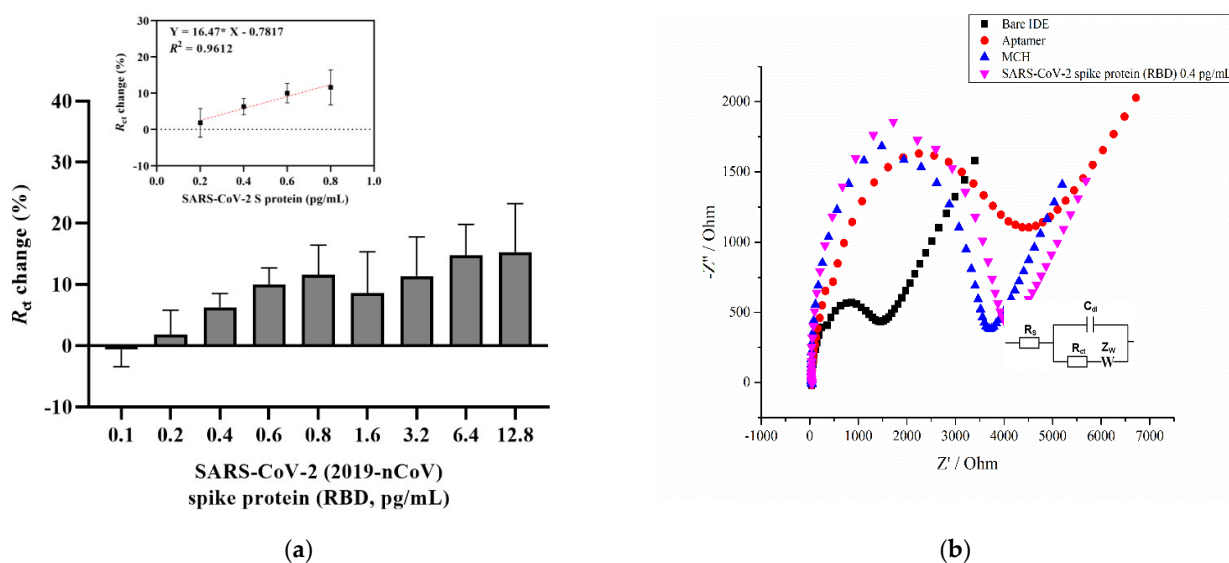 Y = 16.47* X - 0.7817
R² = 0.9612
30
20
10
0
-10
Rct change (%)
0.0 0.2 0.4 0.6 0.8 1.0
SARS-CoV-2 S protein (pg/mL)
40
30
20
10
0
-10
Rct change (%)
0.1 0.2 0.4 0.6 0.8 1.6 3.2 6.4 12.8
SARS-CoV-2 (2019-nCoV)
spike protein (RBD, pg/mL)
(a)
Bare IDE
Aptamer
MCH
SARS-CoV-2 spike protein (RBD) 0.4 pg/mL
2000
1500
1000
500
0
-Z'' / Ohm
Cdl
RS
Rct ZW
W
-1000 0 1000 2000 3000 4000 5000 6000 7000
Z' / Ohm
(b)